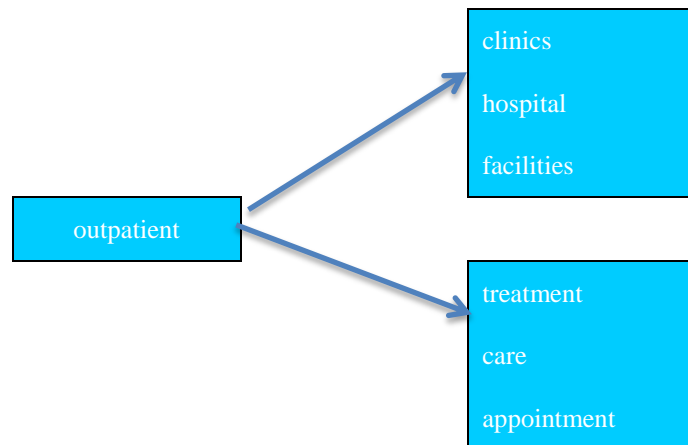 outpatient
clinics
hospital
facilities
treatment
care
appointment